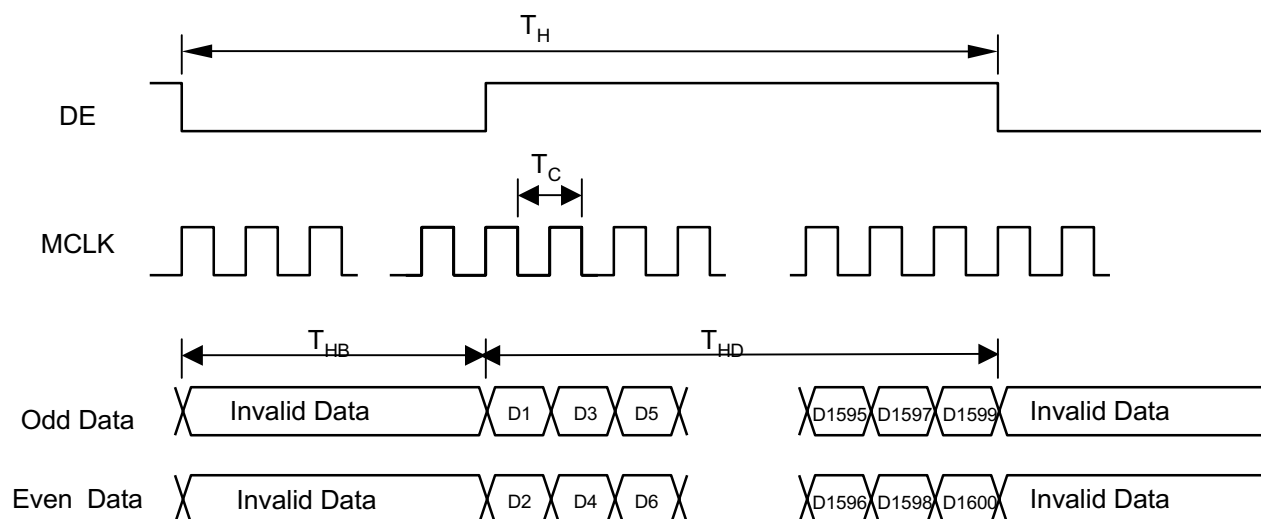 T_H
DE
T_C
MCLK
T_HB T_HD
Odd Data Invalid Data D1 D3 D5 D1595 D1597 D1599 Invalid Data
Even Data Invalid Data D2 D4 D6 D1596 D1598 D1600 Invalid Data